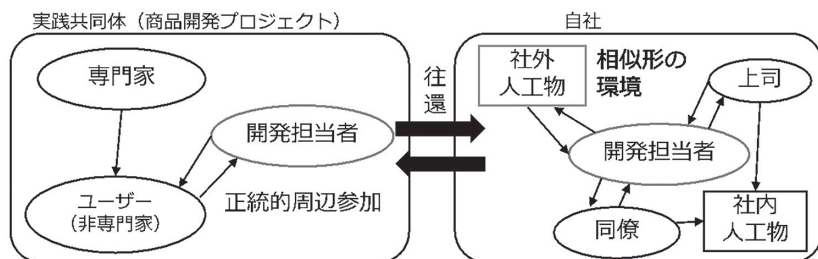 実践共同体（商品開発プロジェクト）
専門家
開発担当者
ユーザー
（非専門家）
正統的周辺参加
往
還
自社
社外
人工物
相似形の
環境
上司
開発担当者
同僚
社内
人工物